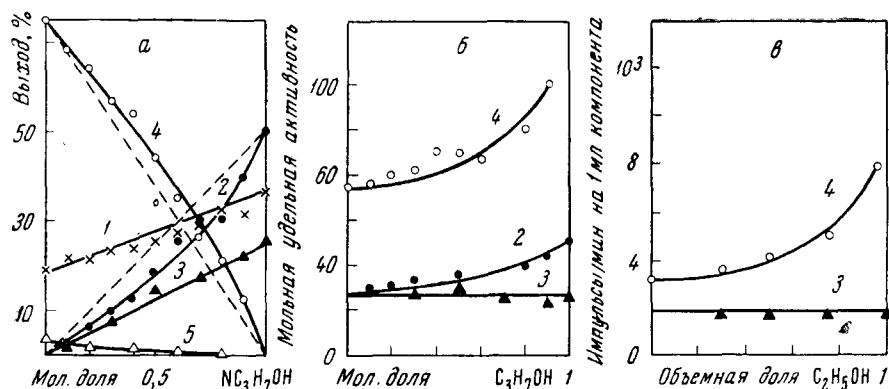 Выход, %
а
50
30
10
1
2
3
4
5
Мол. доля 0,5 NC₃H₇OH
Мольная удельная активность
б
100
60
20
0
4
2
3
Мол. доля C₃H₇OH 1
Импульсы/мин на 1 мл компонента
в
10³
8
4
2
0
4
3
Объемная доля C₂H₅OH 1